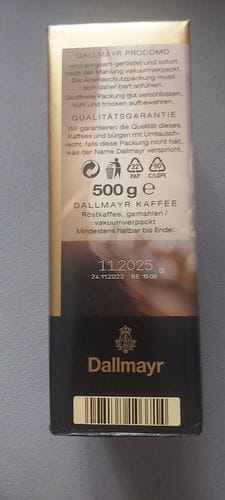 DALLMAYR PRODOMO
wird sorgsam geröstet und sofort
nach der Mahlung vakuumverpackt.
Die Aromaschutzpackung muss
sich daher hart anfühlen.
Geöffnete Packung gut verschlossen,
kühl und trocken aufbewahren.
QUALITÄTSGARANTIE
Wir garantieren die Qualität dieses
Kaffees und bürgen mit Umtausch-
recht, falls diese Packung nicht hält,
was der Name Dallmayr verspricht.
22 90
PAP C/LDPE
500 g ℮
DALLMAYR KAFFEE
Röstkaffee, gemahlen /
vakuumverpackt
Mindestens haltbar bis Ende:
11.2025
24.11.2023
Dallmayr